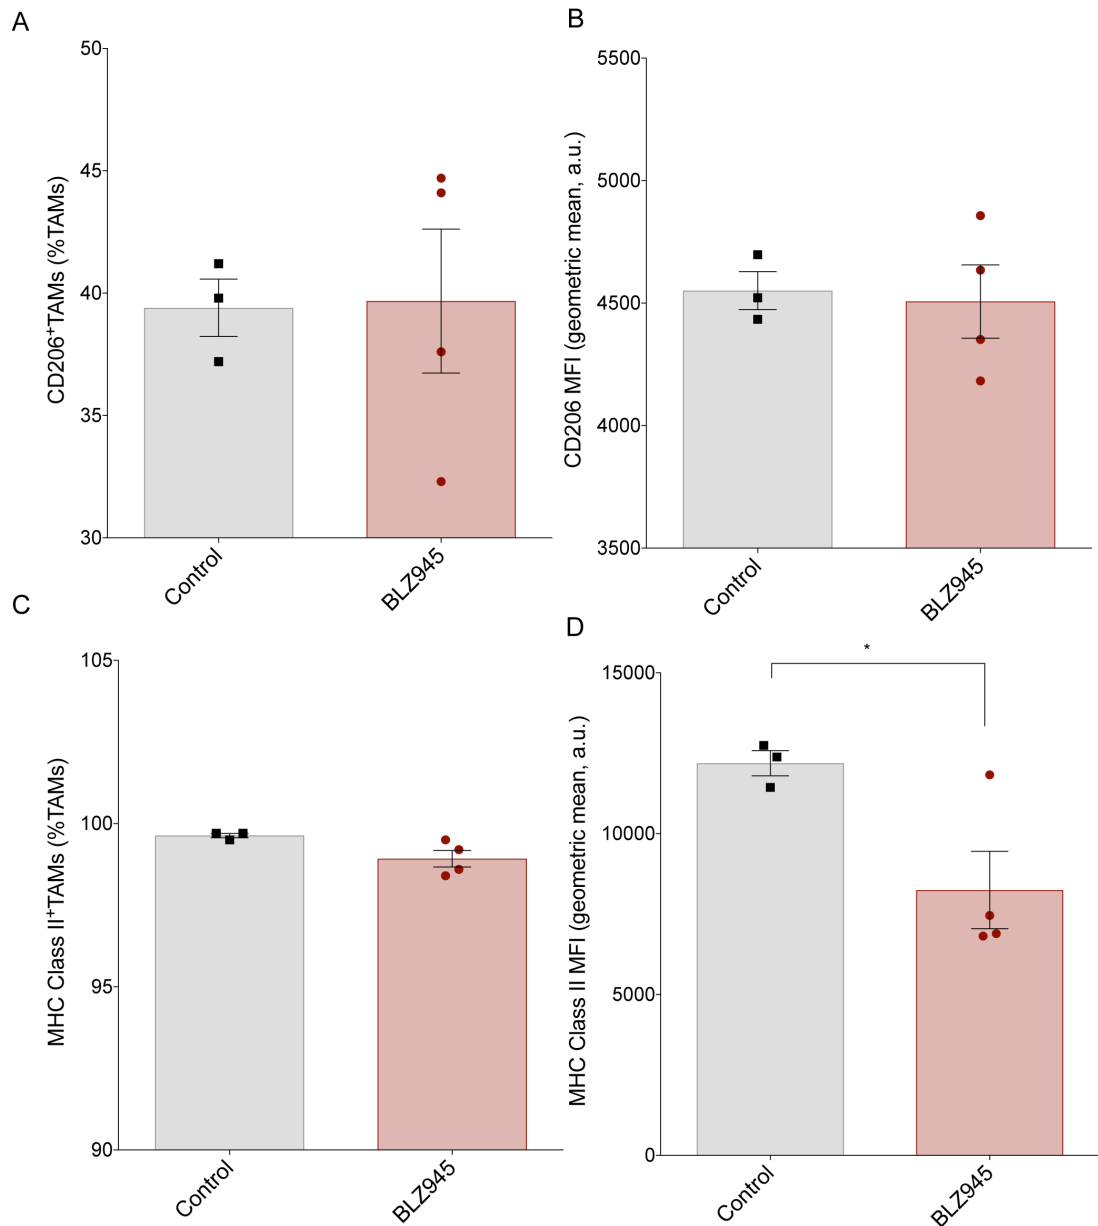 A
CD206⁺TAMs (%TAMs)
50
45
40
35
30
Control
BLZ945
B
CD206 MFI (geometric mean, a.u.)
5500
5000
4500
4000
3500
Control
BLZ945
C
MHC Class II⁺TAMs (%TAMs)
105
100
95
90
Control
BLZ945
D
MHC Class II MFI (geometric mean, a.u.)
*
15000
10000
5000
0
Control
BLZ945